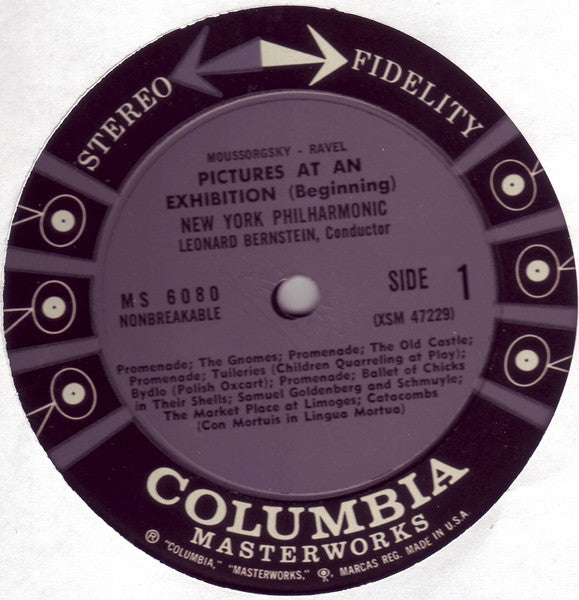 STEREO FIDELITY
MOUSSORGSKY - RAVEL
PICTURES AT AN
EXHIBITION (Beginning)
NEW YORK PHILHARMONIC
LEONARD BERNSTEIN, Conductor
MS 6080
NONBREAKABLE
SIDE 1
(XSM 47229)
Promenade; The Gnomes; Promenade; The Old Castle;
Promenade; Tuileries (Children Quarreling at Play);
Bydlo (Polish Oxcart); Promenade; Ballet of Chicks
in Their Shells; Samuel Goldenberg and Schmuyle;
The Market Place at Limoges; Catacombs
(Con Mortuis in Lingua Mortua)
COLUMBIA
MASTERWORKS
® "COLUMBIA," "MASTERWORKS," MARCAS REG. MADE IN U.S.A.